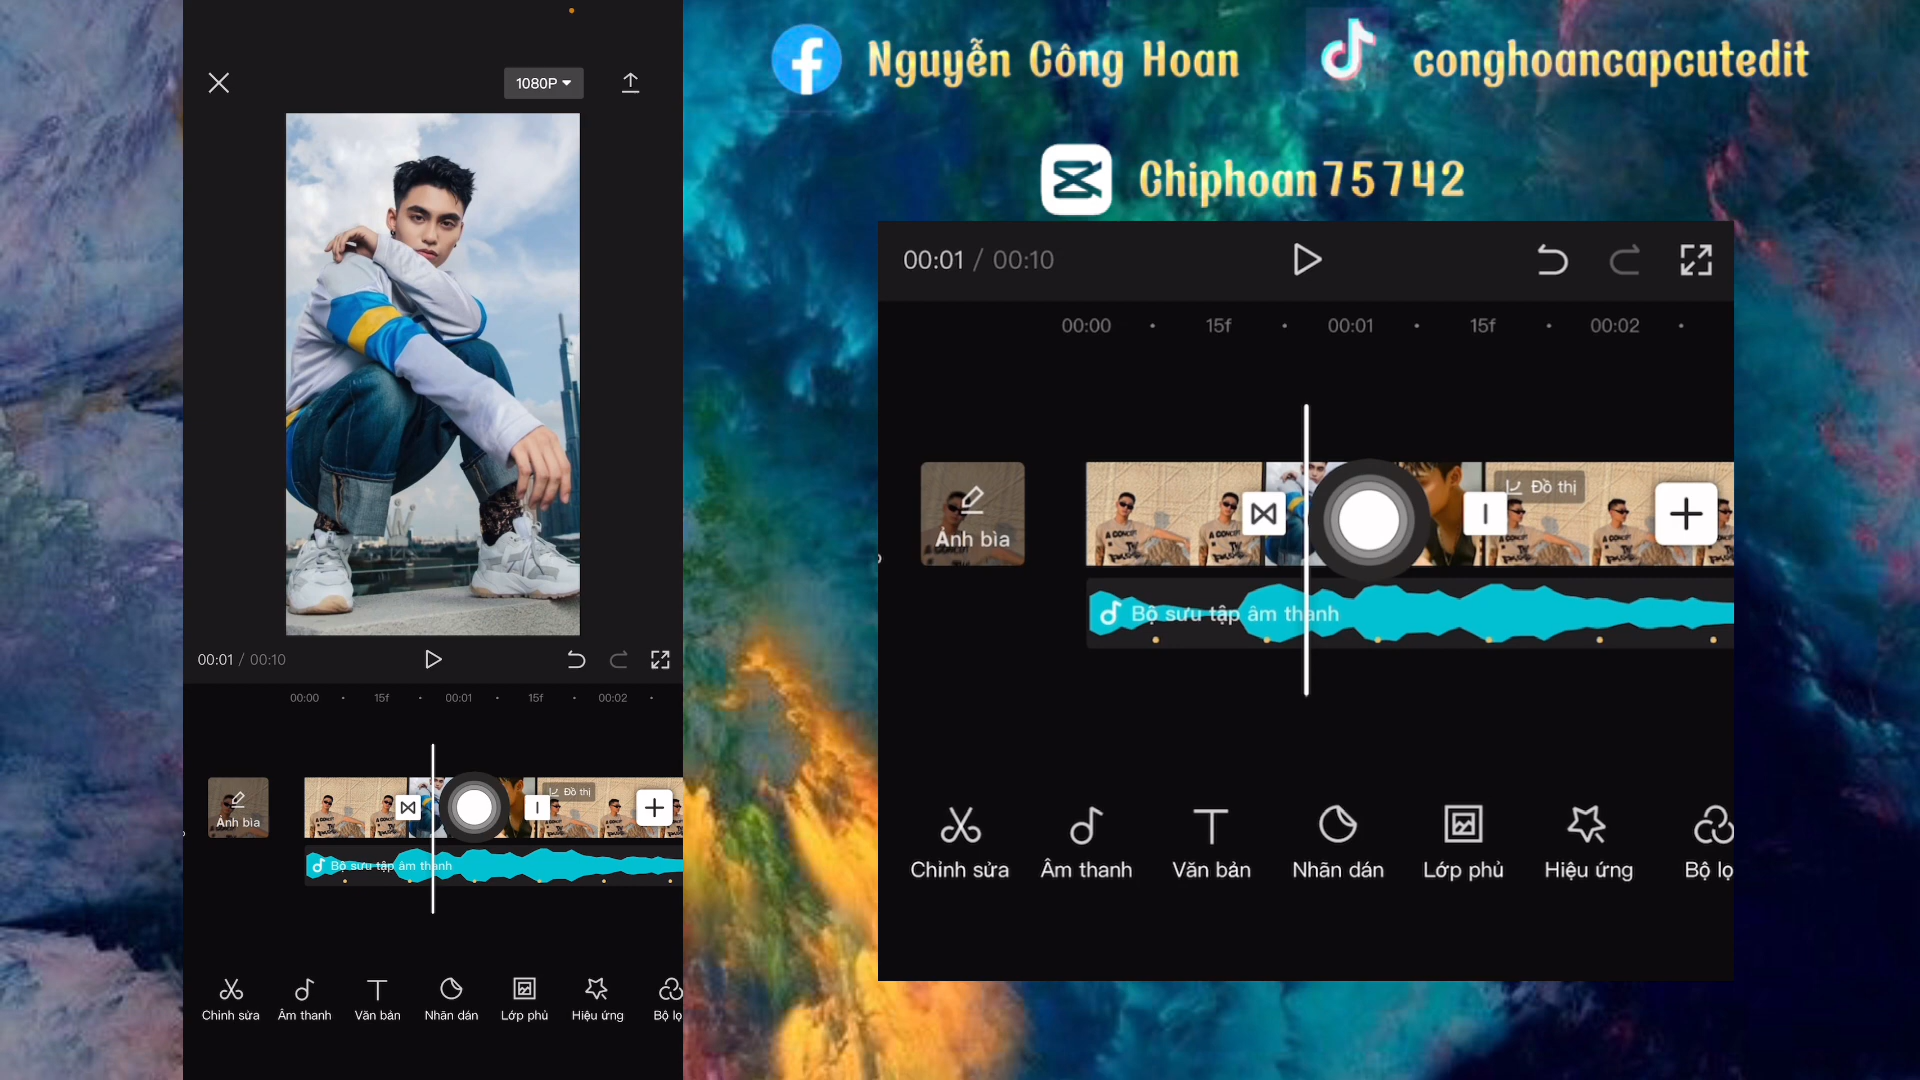 1080P
Nguyễn Công Hoan
conghoancapcutedit
Chiphoan75742
00:01 / 00:10
00:00 15f 00:01 15f 00:02
Ảnh bìa
Đồ thị
Bộ sưu tập âm thanh
Chỉnh sửa Âm thanh Văn bản Nhãn dán Lớp phủ Hiệu ứng Bộ lọ
00:01 / 00:10
00:00 15f 00:01 15f 00:02
Ảnh bìa
Đồ thị
A CONCEPT
A CONCEPT
Bộ sưu tập âm thanh
Chỉnh sửa Âm thanh Văn bản Nhãn dán Lớp phủ Hiệu ứng Bộ lọ